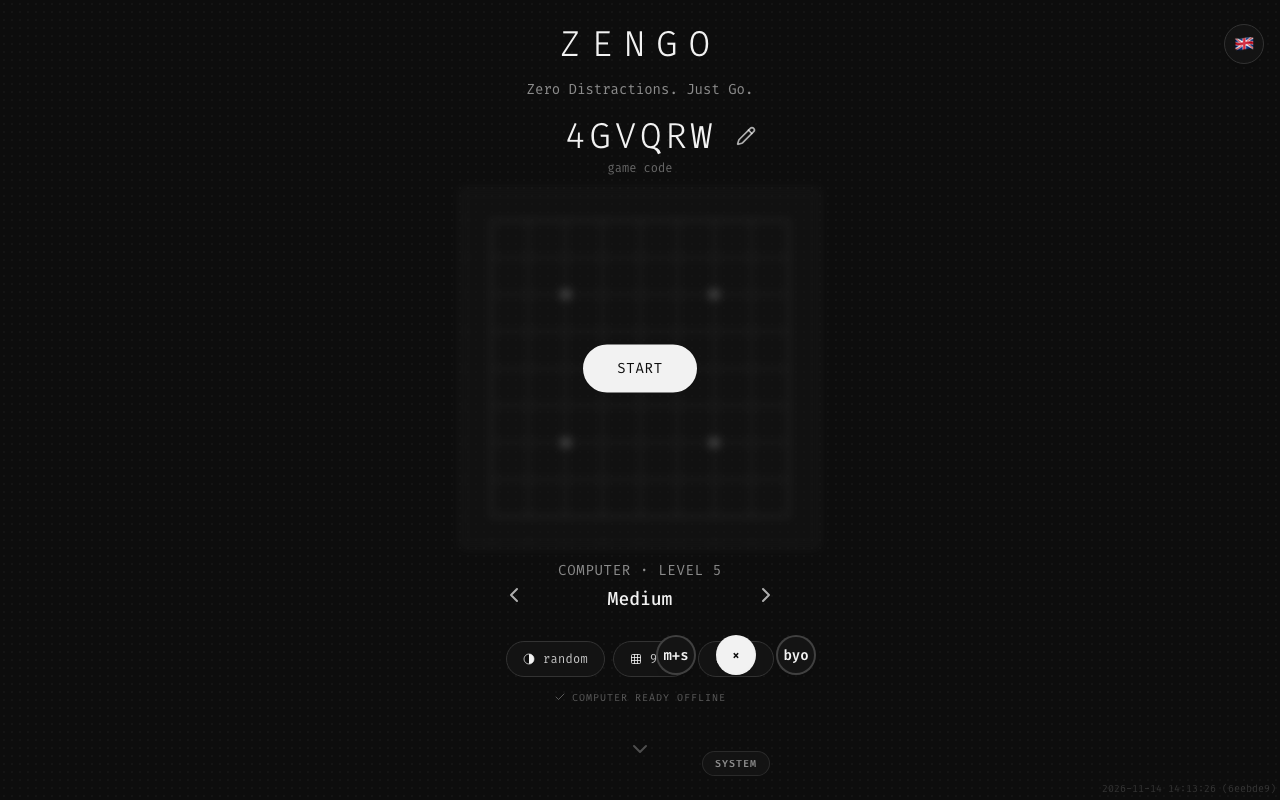 ZENGO
Zero Distractions. Just Go.
4GVQRW
game code
START
COMPUTER · LEVEL 5
Medium
random
9
m+s
×
byo
COMPUTER READY OFFLINE
SYSTEM
2026-11-14 14:13:26 (6eebde9)